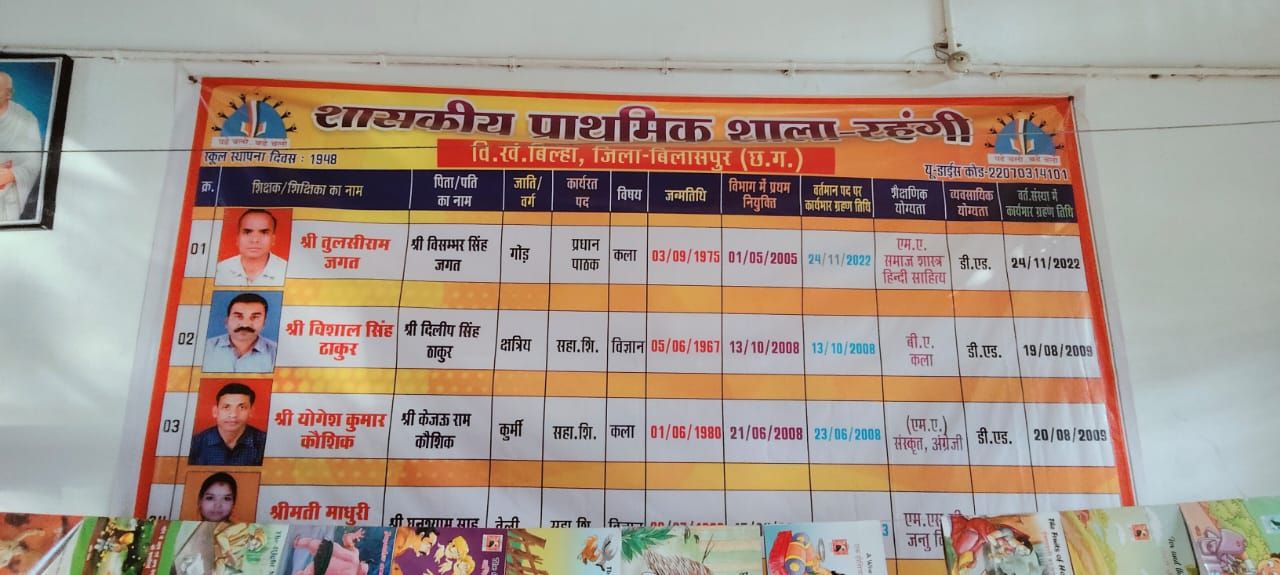 शासकीय प्राथमिक शाला-रहंगी
वि.खं.बिल्हा, जिला-बिलासपुर (छ.ग.)
स्कूल स्थापना दिवस : 1948
यू-डाईस कोड-22070314101
क्र. शिक्षक/शिक्षिका का नाम पिता/पति का नाम जाति/वर्ग कार्यरत पद विषय जन्मतिथि विभाग में प्रथम नियुक्ति वर्तमान पद पर कार्यभार ग्रहण तिथि शैक्षणिक योग्यता व्यवसायिक योग्यता वर्त.संस्था में कार्यभार ग्रहण तिथि
01 श्री तुलसीराम जगत श्री विसम्भर सिंह जगत गोड़ प्रधान पाठक कला 03/09/1975 01/05/2005 24/11/2022 एम.ए. समाज शास्त्र हिन्दी साहित्य डी.एड. 24/11/2022
02 श्री विशाल सिंह ठाकुर श्री दिलीप सिंह ठाकुर क्षत्रिय सहा.शि. विज्ञान 05/06/1967 13/10/2008 13/10/2008 बी.ए. कला डी.एड. 19/08/2009
03 श्री योगेश कुमार कौशिक श्री केजऊ राम कौशिक कुर्मी सहा.शि. कला 01/06/1980 21/06/2008 23/06/2008 (एम.ए.) संस्कृत, अंग्रेजी डी.एड. 20/08/2009
श्रीमती माधुरी श्री घनश्याम साहू तेली सहा.शि. विज्ञान